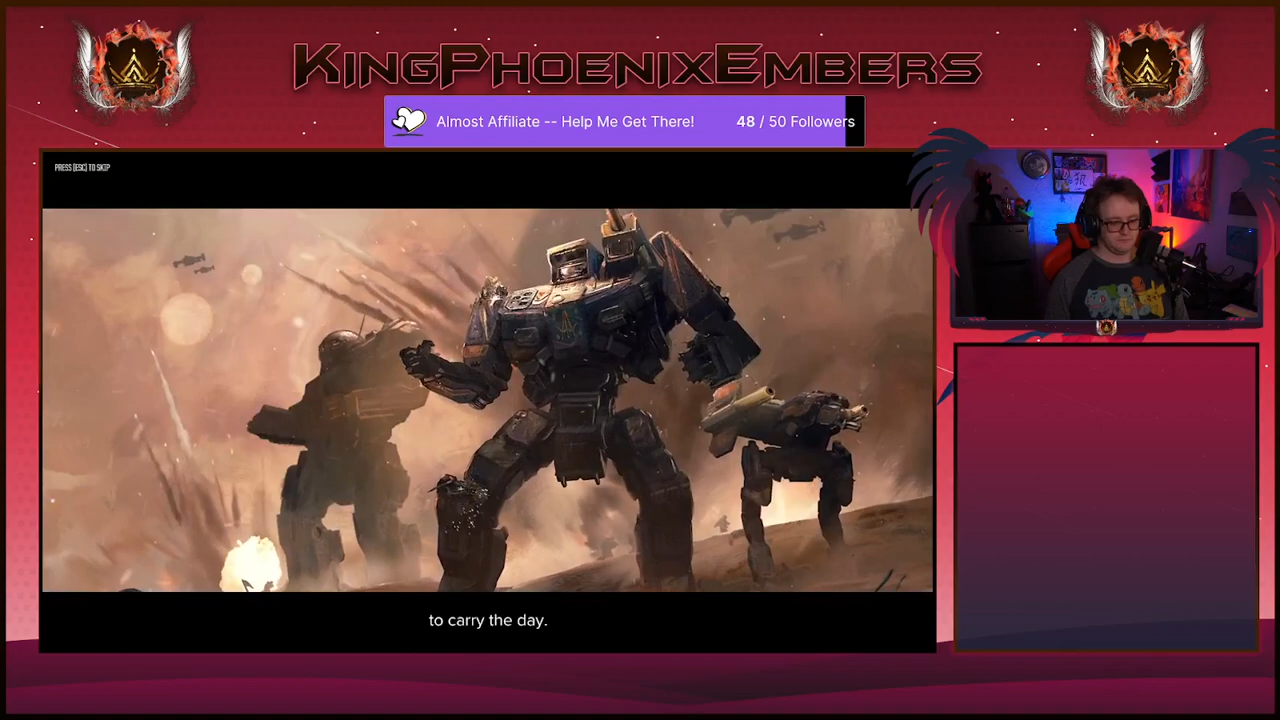 KINGPHOENIXEMBERS
Almost Affiliate -- Help Me Get There! 48 / 50 Followers
PRESS [ESC] TO SKIP
to carry the day.